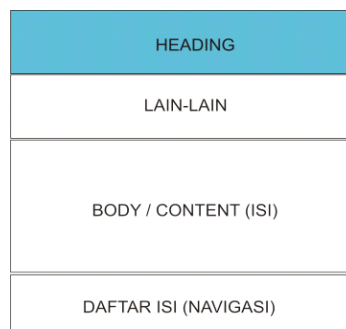 HEADING
LAIN-LAIN
BODY / CONTENT (ISI)
DAFTAR ISI (NAVIGASI)